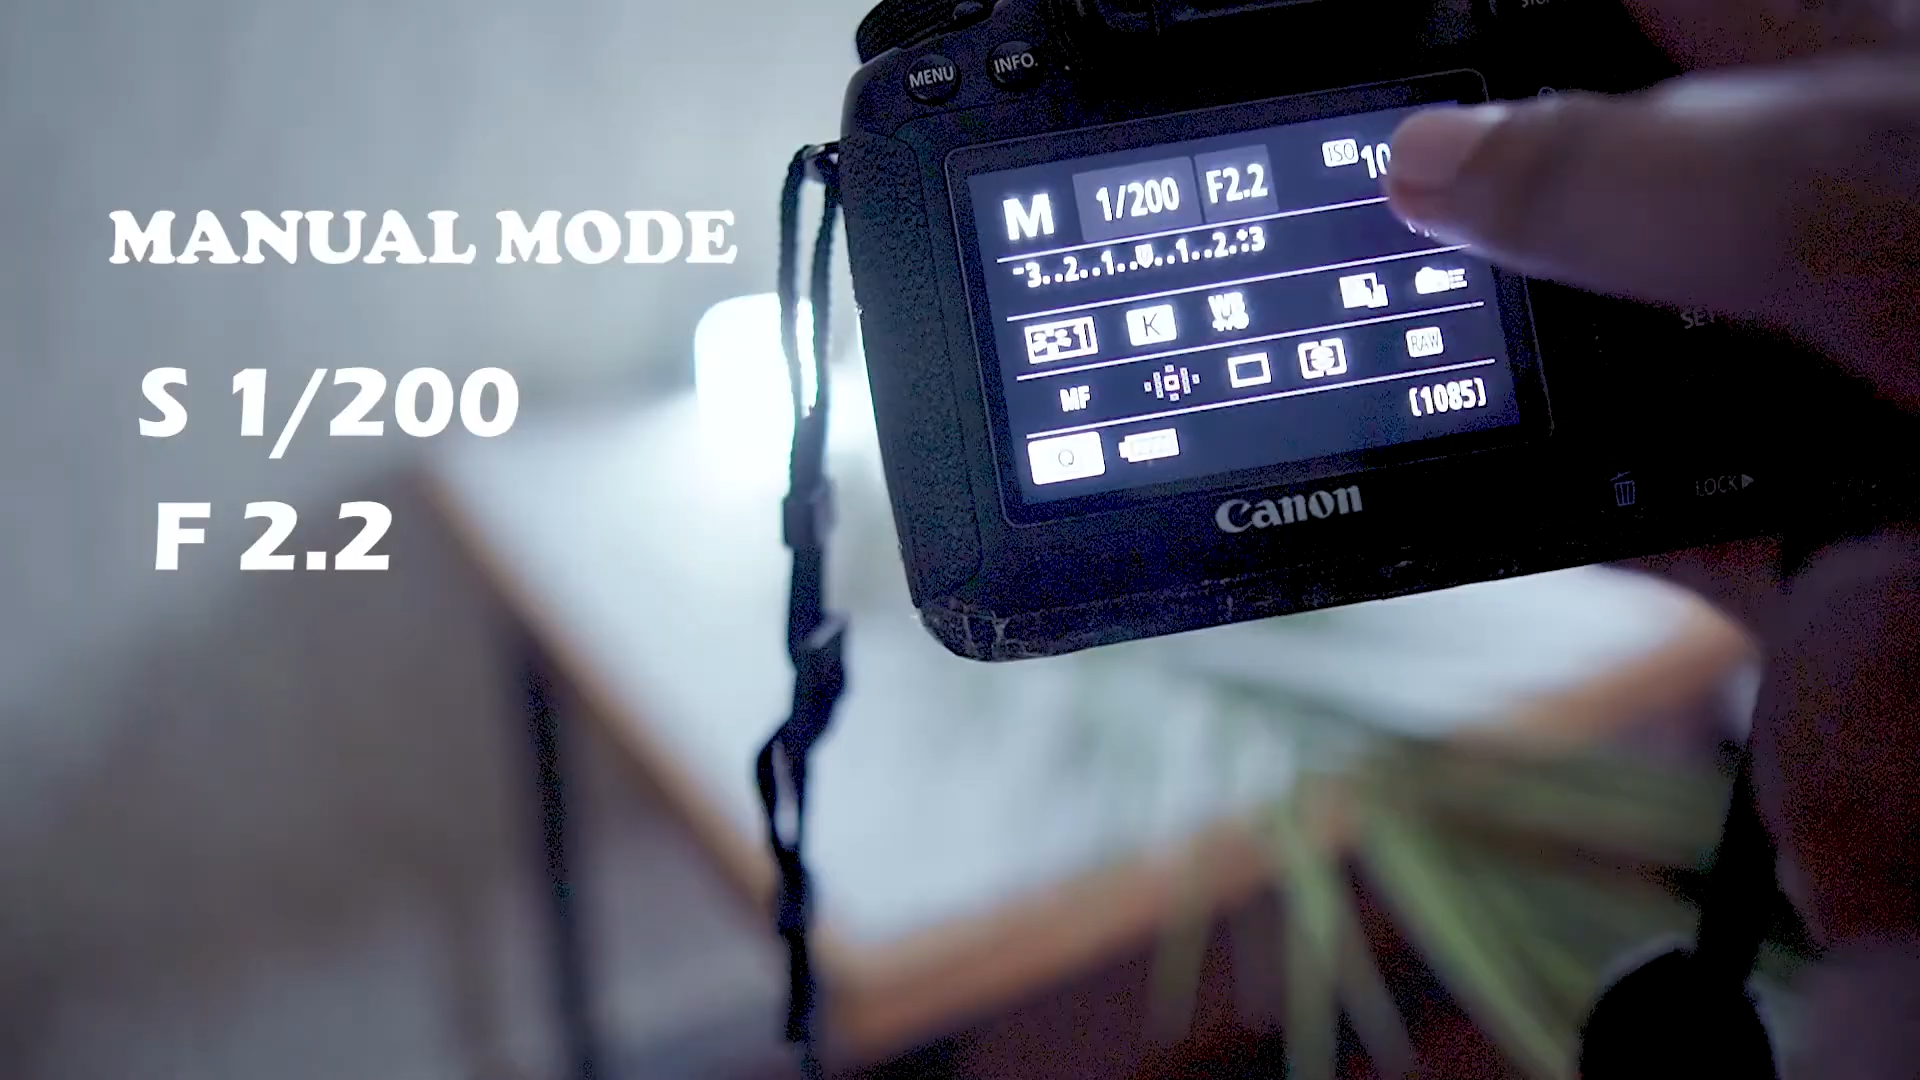 MANUAL MODE
S 1/200
F 2.2
MENU INFO.
M 1/200 F2.2 ISO
-3..2..1..0..1..2..+3
K WB
RAW
MF
[1085]
Q
Canon
LOCK